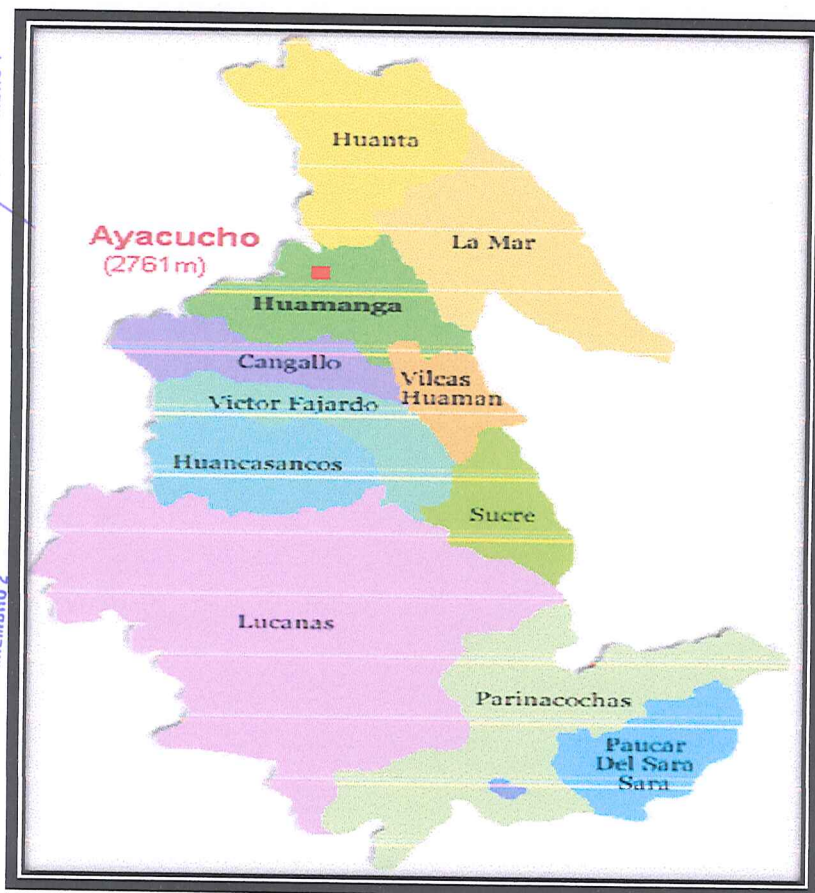 Huanta
La Mar
Ayacucho
(2761m)
Huamanga
Cangallo
Vilcas
Huaman
Victor Fajardo
Huancasancos
Sucre
Lucanas
Parinacochas
Paucar
Del Sara
Sara